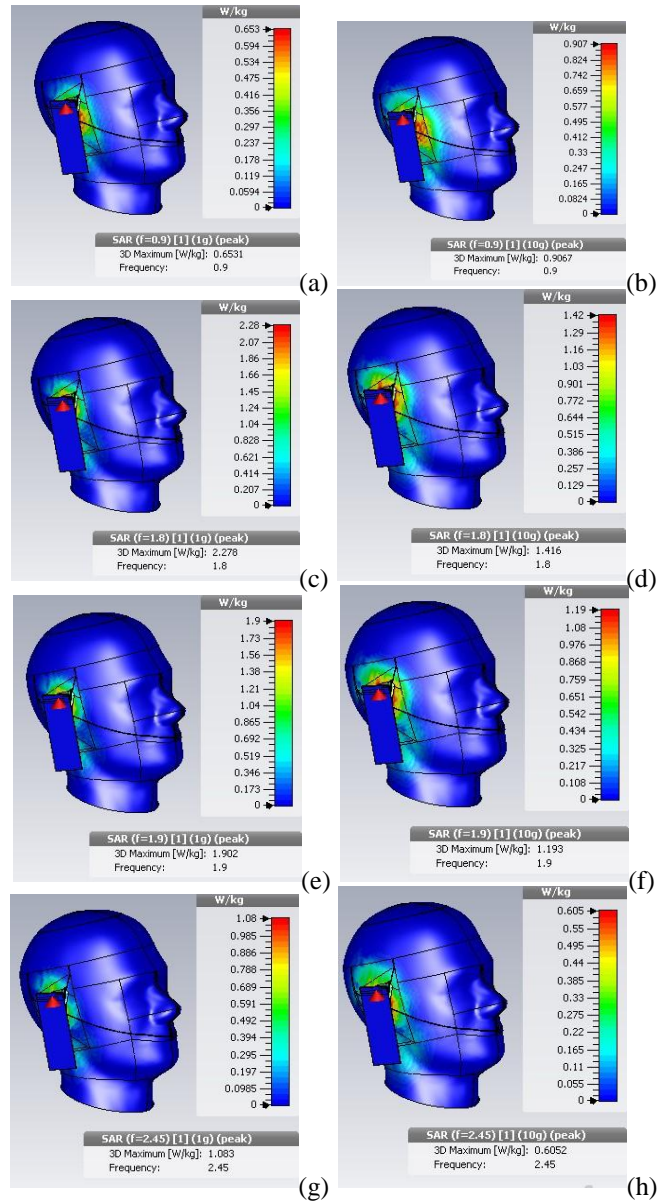 W/kg
0.653
0.594
0.534
0.475
0.416
0.356
0.297
0.237
0.178
0.119
0.0594
0
SAR (f=0.9) [1] (1g) (peak)
3D Maximum [W/kg]: 0.6531
Frequency: 0.9
(a)
W/kg
0.907
0.824
0.742
0.659
0.577
0.495
0.412
0.33
0.247
0.165
0.0824
0
SAR (f=0.9) [1] (10g) (peak)
3D Maximum [W/kg]: 0.9067
Frequency: 0.9
(b)
W/kg
2.28
2.07
1.86
1.66
1.45
1.24
1.04
0.828
0.621
0.414
0.207
0
SAR (f=1.8) [1] (1g) (peak)
3D Maximum [W/kg]: 2.278
Frequency: 1.8
(c)
W/kg
1.42
1.29
1.16
1.03
0.901
0.772
0.644
0.515
0.386
0.257
0.129
0
SAR (f=1.8) [1] (10g) (peak)
3D Maximum [W/kg]: 1.416
Frequency: 1.8
(d)
W/kg
1.9
1.73
1.56
1.38
1.21
1.04
0.865
0.692
0.519
0.346
0.173
0
SAR (f=1.9) [1] (1g) (peak)
3D Maximum [W/kg]: 1.902
Frequency: 1.9
(e)
W/kg
1.19
1.08
0.976
0.868
0.759
0.651
0.542
0.434
0.325
0.217
0.108
0
SAR (f=1.9) [1] (10g) (peak)
3D Maximum [W/kg]: 1.193
Frequency: 1.9
(f)
W/kg
1.08
0.985
0.886
0.788
0.689
0.591
0.492
0.394
0.295
0.197
0.0985
0
SAR (f=2.45) [1] (1g) (peak)
3D Maximum [W/kg]: 1.083
Frequency: 2.45
(g)
W/kg
0.605
0.55
0.495
0.44
0.385
0.33
0.275
0.22
0.165
0.11
0.055
0
SAR (f=2.45) [1] (10g) (peak)
3D Maximum [W/kg]: 0.6052
Frequency: 2.45
(h)